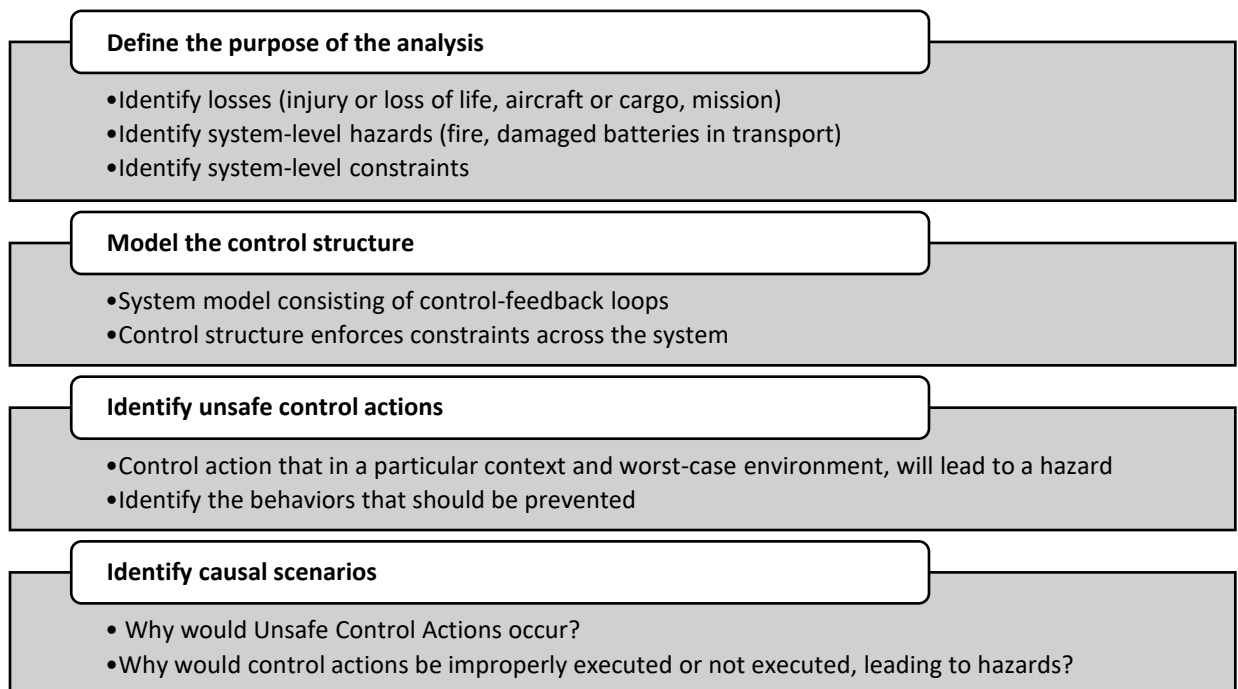 Define the purpose of the analysis
•Identify losses (injury or loss of life, aircraft or cargo, mission)
•Identify system-level hazards (fire, damaged batteries in transport)
•Identify system-level constraints
Model the control structure
•System model consisting of control-feedback loops
•Control structure enforces constraints across the system
Identify unsafe control actions
•Control action that in a particular context and worst-case environment, will lead to a hazard
•Identify the behaviors that should be prevented
Identify causal scenarios
• Why would Unsafe Control Actions occur?
•Why would control actions be improperly executed or not executed, leading to hazards?